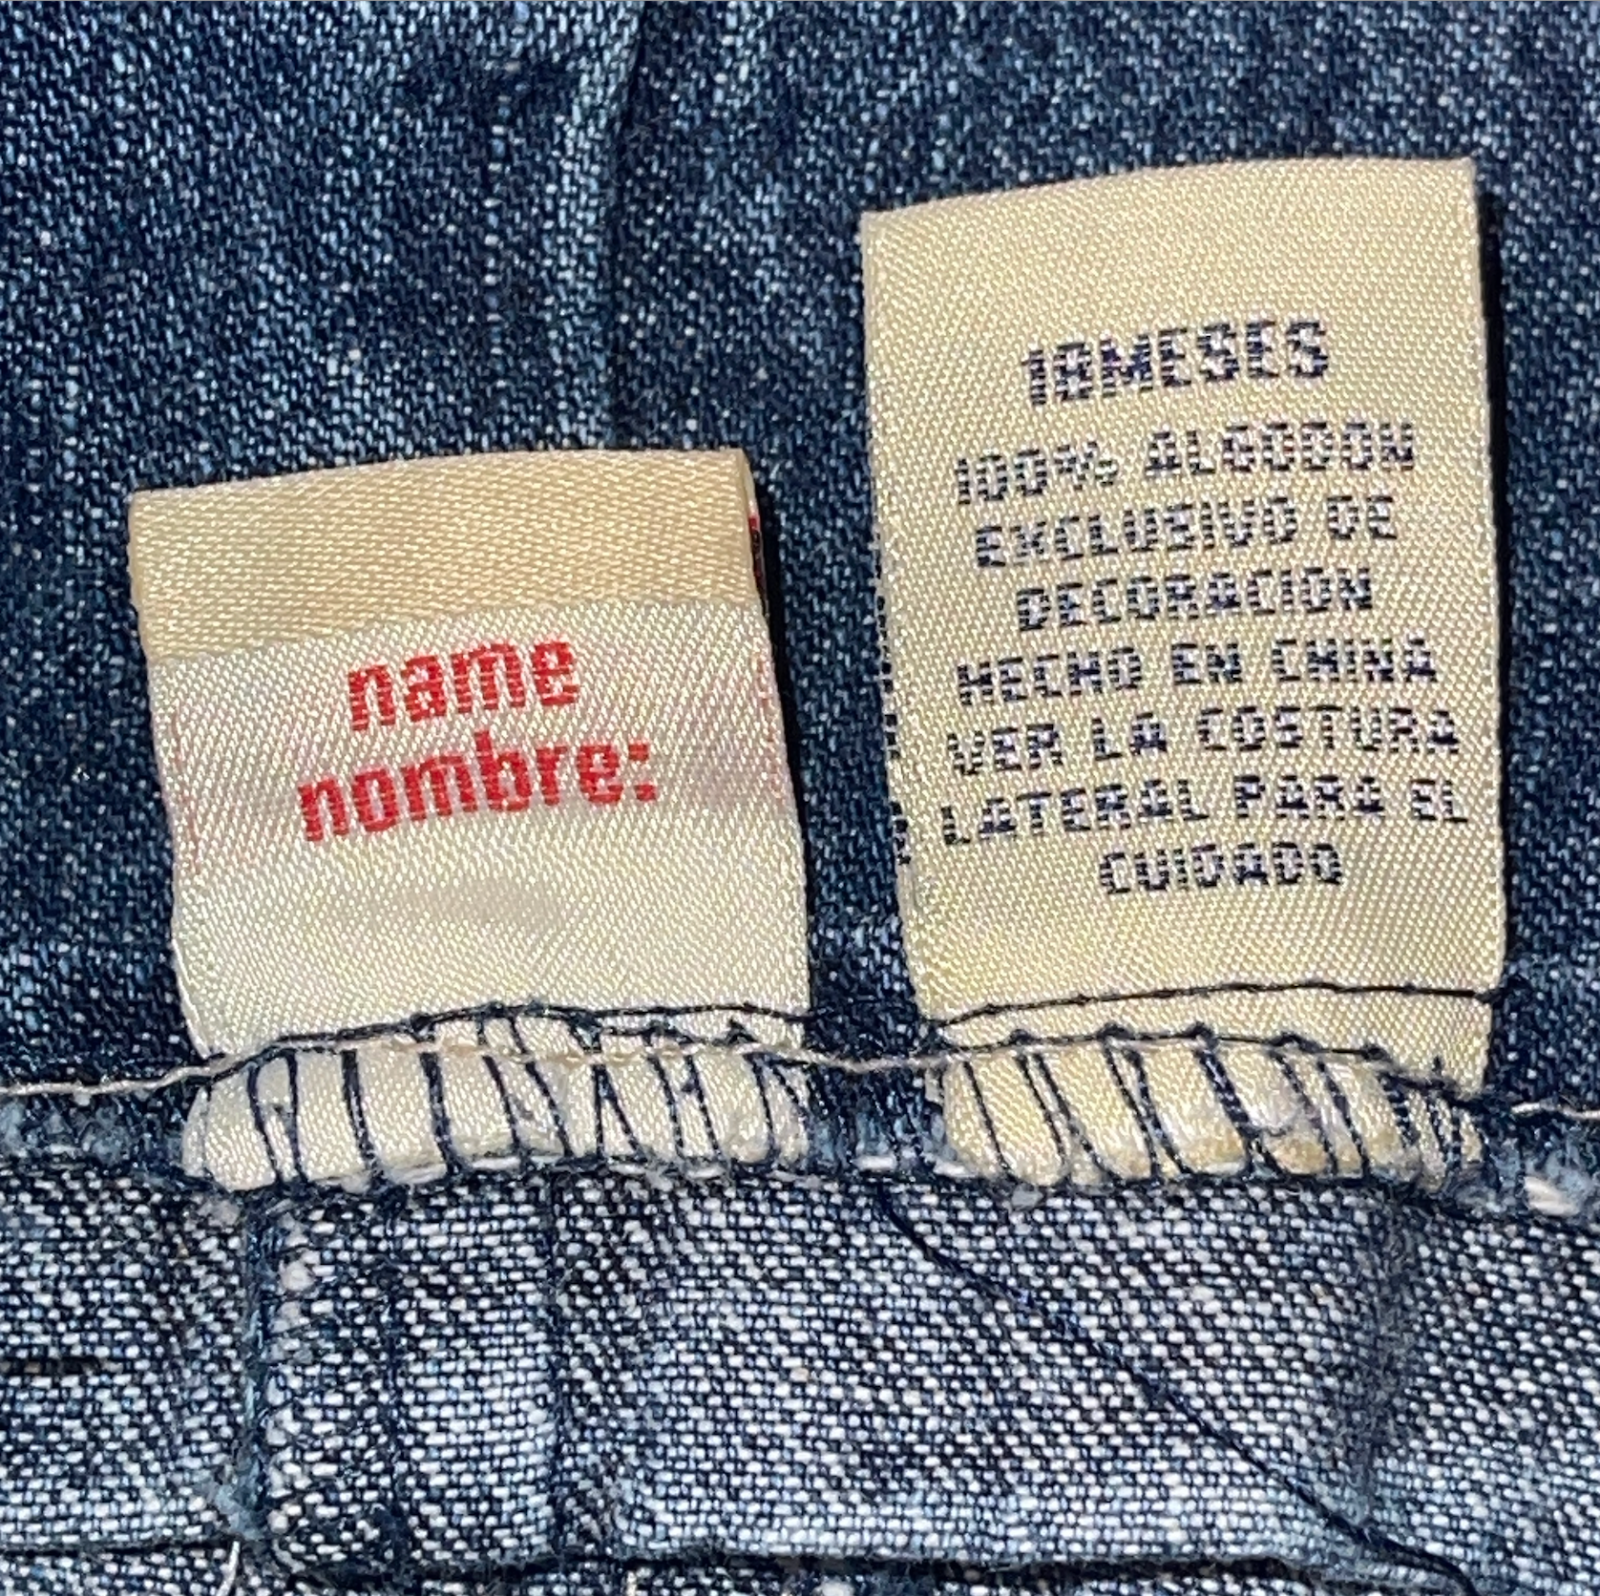 name
nombre:
18MESES
100% ALGODON
EXCLUSIVO DE
DECORACION
HECHO EN CHINA
VER LA COSTURA
LATERAL PARA EL
CUIDADO